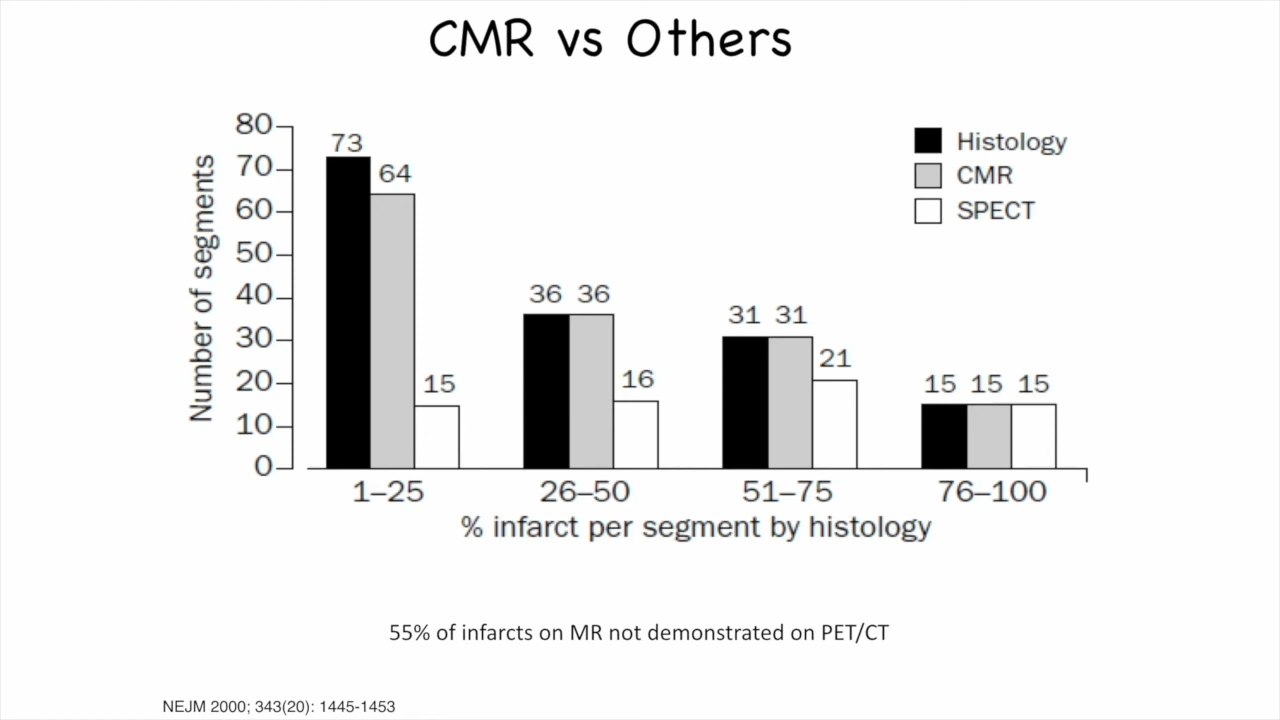 CMR vs Others
80
70
60
50
40
30
20
10
0
Number of segments
73
64
15
36 36
16
31 31
21
15 15 15
Histology
CMR
SPECT
1–25 26–50 51–75 76–100
% infarct per segment by histology
55% of infarcts on MR not demonstrated on PET/CT
NEJM 2000; 343(20): 1445-1453